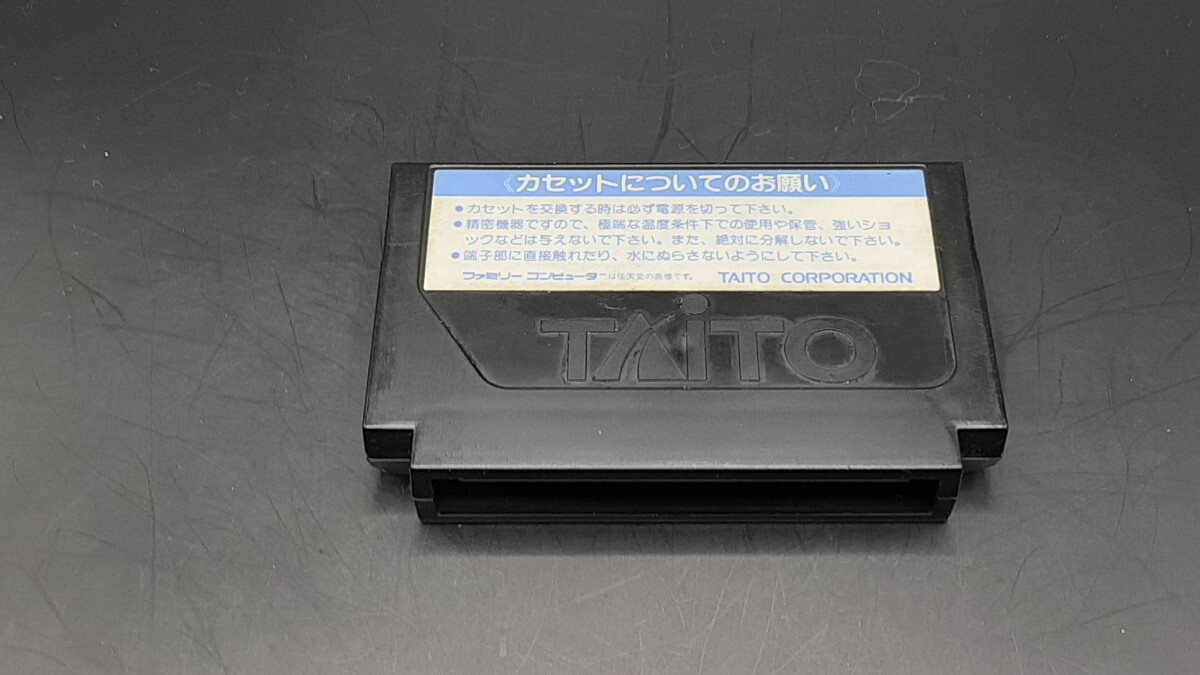 《カセットについてのお願い》
●カセットを交換する時は必ず電源を切って下さい。
●精密機器ですので、極端な温度条件下での使用や保管、強いショ
ックなどは与えないで下さい。また、絶対に分解しないで下さい。
●端子部に直接触れたり、水にぬらさないようにして下さい。
ファミリーコンピュータ™は任天堂の商標です。 TAITO CORPORATION
TAiTO